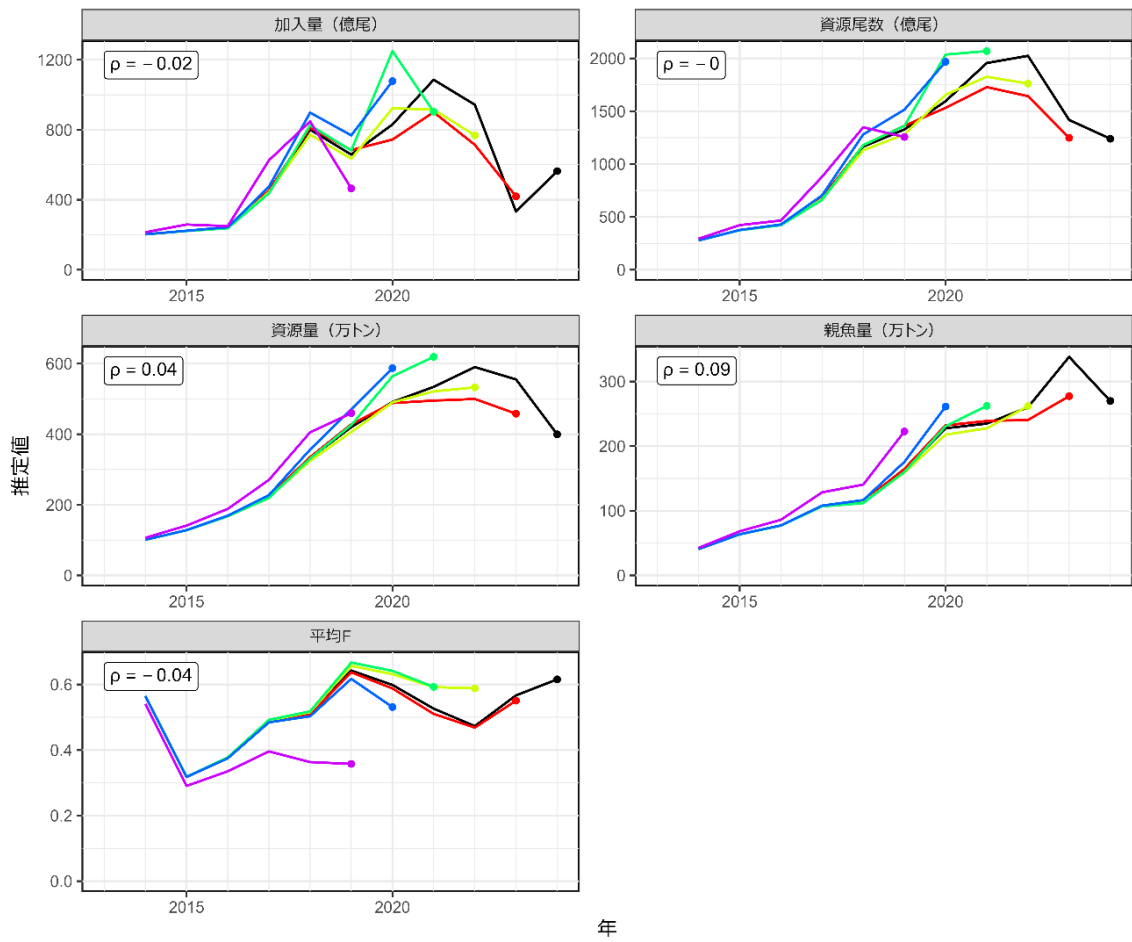 加入量（億尾）
ρ = − 0.02
1200
800
400
0
2015
2020
資源尾数（億尾）
ρ = − 0
2000
1500
1000
500
0
2015
2020
資源量（万トン）
ρ = 0.04
600
400
200
0
2015
2020
親魚量（万トン）
ρ = 0.09
300
200
100
0
2015
2020
平均F
ρ = − 0.04
0.6
0.4
0.2
0.0
2015
2020
推定値
年